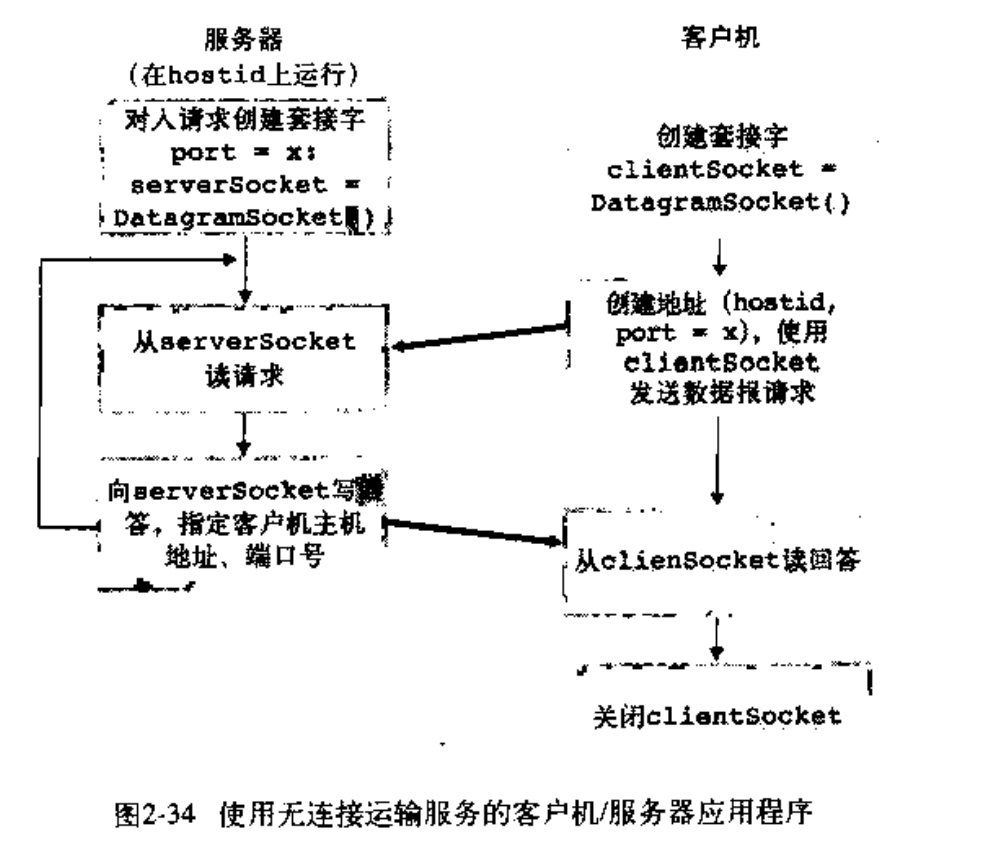 服务器
(在hostid上运行)
对入请求创建套接字
port = x:
serverSocket =
DatagramSocket()
从serverSocket
读请求
向serverSocket写
答，指定客户机主机
地址、端口号
客户机
创建套接字
clientSocket =
DatagramSocket()
创建地址 (hostid,
port = x), 使用
clientSocket
发送数据报请求
从clienSocket读回答
关闭clientSocket
图2-34 使用无连接运输服务的客户机/服务器应用程序